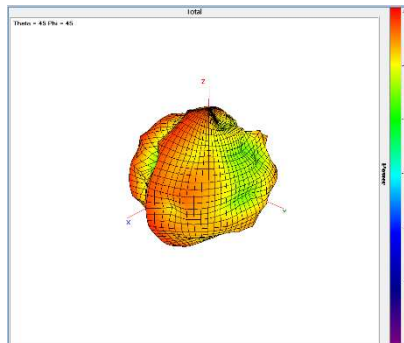 Total
Theta = 45 Phi = 45
Z
X
Y
Power